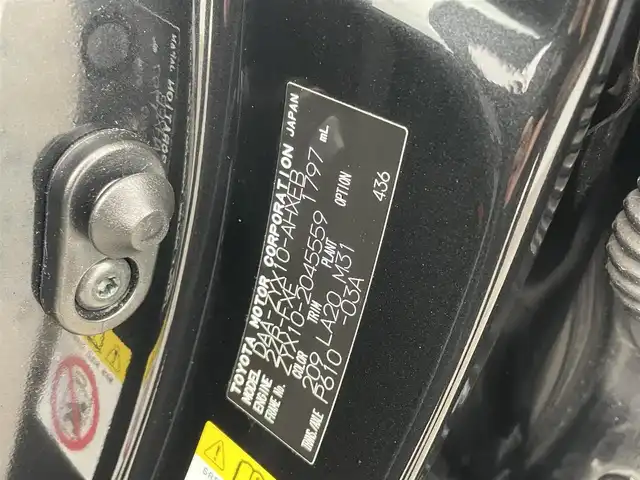 TOYOTA MOTOR CORPORATION JAPAN
MODEL DAA-ZYX10-AHXEB
ENGINE 2ZR-FXE 1797 mL
FRAME No. ZYX10-2045559
COLOR TRIM PLANT OPTION
209 LA20 M31 436
TRANS./AXLE P610 -03A